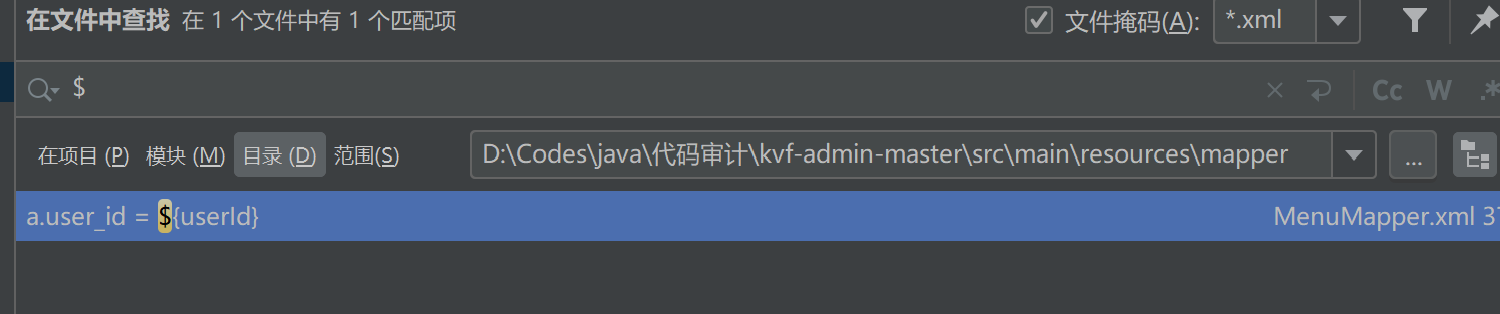 在文件中查找 在 1 个文件中有 1 个匹配项 文件掩码(A): *.xml
$ Cc W .*
在项目 (P) 模块 (M) 目录 (D) 范围(S) D:\Codes\java\代码审计\kvf-admin-master\src\main\resources\mapper ...
a.user_id = ${userId} MenuMapper.xml